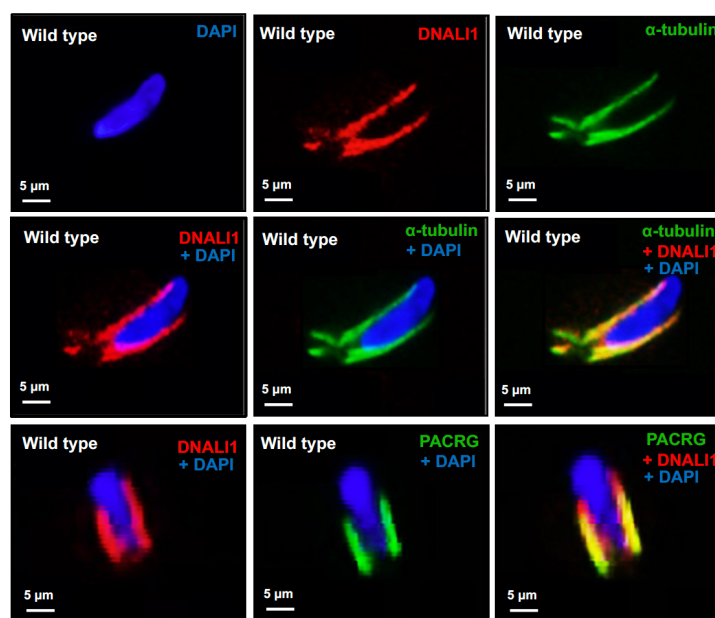 Wild type
DAPI
5 µm
Wild type
DNALI1
5 µm
Wild type
α-tubulin
5 µm
Wild type
DNALI1
+ DAPI
5 µm
Wild type
α-tubulin
+ DAPI
5 µm
Wild type
α-tubulin
+ DNALI1
+ DAPI
5 µm
Wild type
DNALI1
+ DAPI
5 µm
Wild type
PACRG
+ DAPI
5 µm
Wild type
PACRG
+ DNALI1
+ DAPI
5 µm